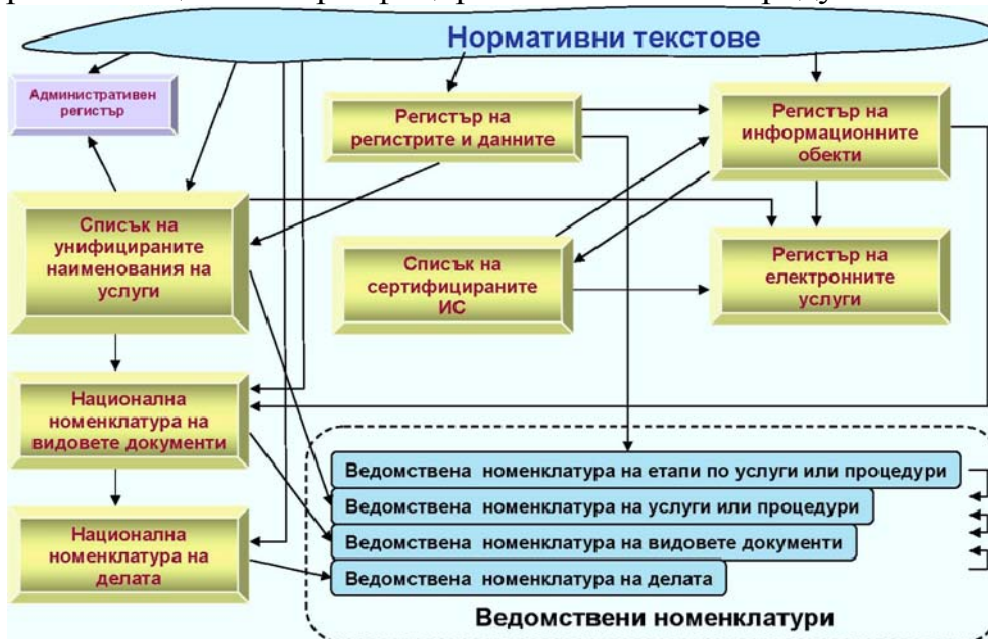 Нормативни текстове
Административен
регистър
Регистър на
регистрите и данните
Регистър на
информационните
обекти
Списък на
унифицираните
наименования на
услуги
Списък на
сертифицираните
ИС
Регистър на
електронните
услуги
Национална
номенклатура на
видовете документи
Национална
номенклатура на
делата
Ведомствена номенклатура на етапи по услуги или процедури
Ведомствена номенклатура на услуги или процедури
Ведомствена номенклатура на видовете документи
Ведомствена номенклатура на делата
Ведомствени номенклатури